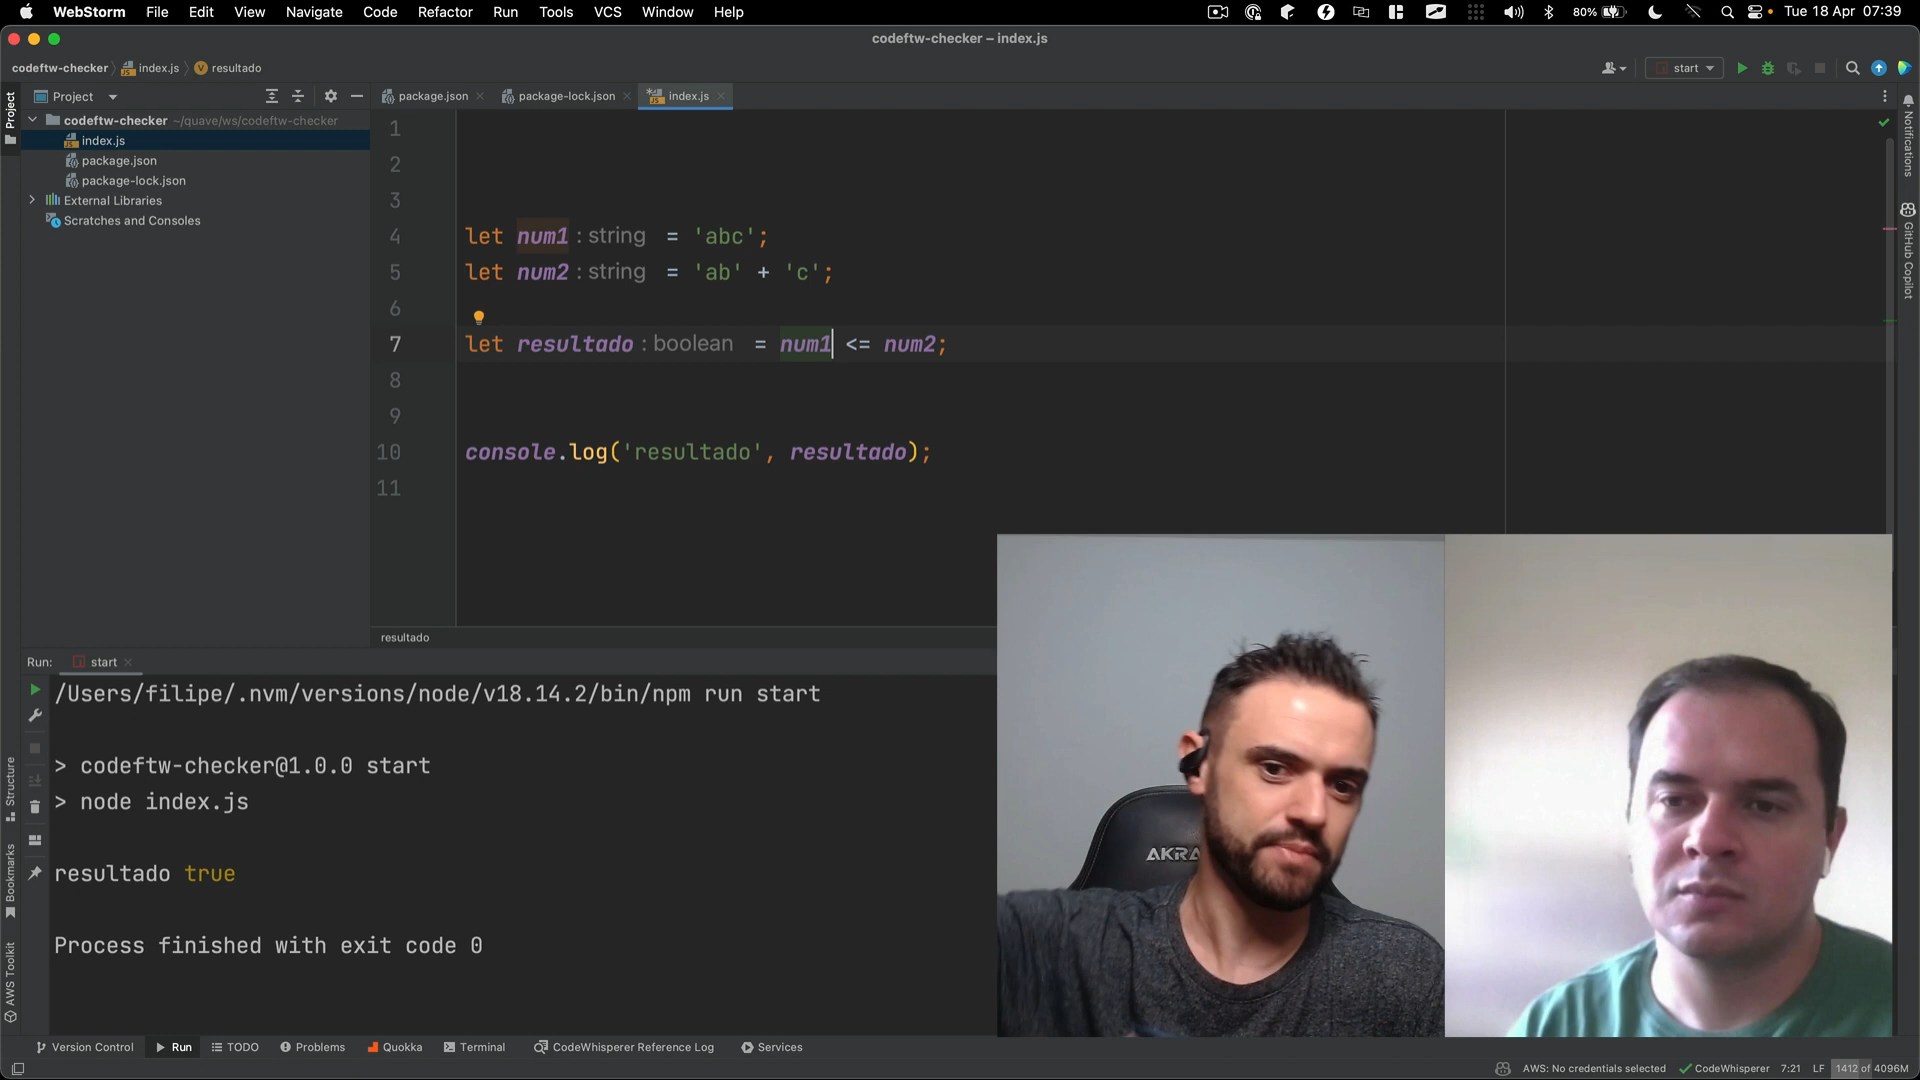 WebStorm File Edit View Navigate Code Refactor Run Tools VCS Window Help 80% Tue 18 Apr 07:39
codeftw-checker – index.js
codeftw-checker index.js resultado start
Project package.json package-lock.json index.js
codeftw-checker ~/quave/ws/codeftw-checker
index.js
package.json
package-lock.json
External Libraries
Scratches and Consoles
Project
Structure
Bookmarks
AWS Toolkit
Notifications
GitHub Copilot
1
2
3
4 let num1 : string = 'abc';
5 let num2 : string = 'ab' + 'c';
6
7 let resultado : boolean = num1 <= num2;
8
9
10 console.log('resultado', resultado);
11
resultado
Run: start
/Users/filipe/.nvm/versions/node/v18.14.2/bin/npm run start
> codeftw-checker@1.0.0 start
> node index.js
resultado true
Process finished with exit code 0
AKRA
Version Control Run TODO Problems Quokka Terminal CodeWhisperer Reference Log Services
AWS: No credentials selected CodeWhisperer 7:21 LF 1412 of 4096M